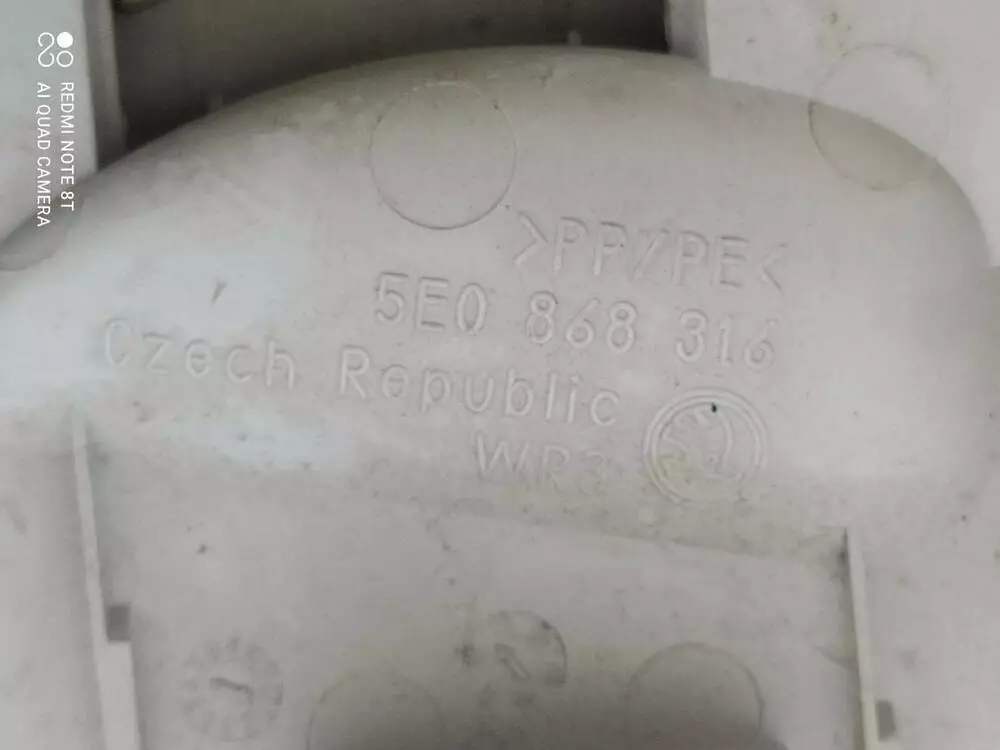 REDMI NOTE 8T
AI QUAD CAMERA
>PP/PE<
5E0 868 316
Czech Republic
WR3